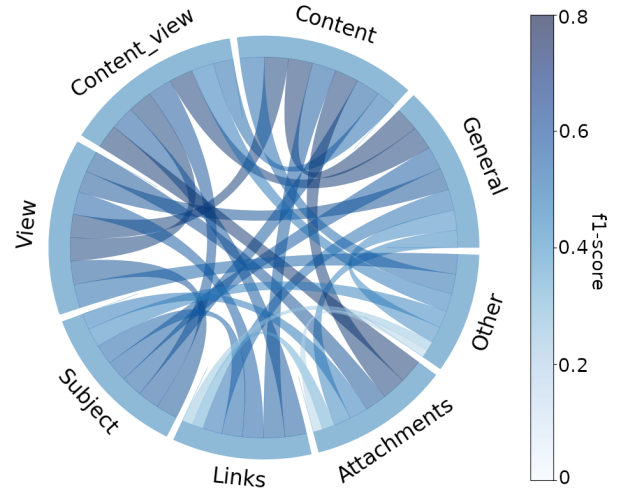 Content
Content_view
General
View
Other
Subject
Attachments
Links
0.8
0.6
0.4
0.2
0
f1-score